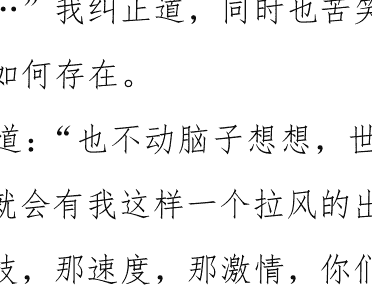 …”我纠正道，同时也苦笑
如何存在。
道：“也不动脑子想想，世
就会有我这样一个拉风的出
技，那速度，那激情，你们